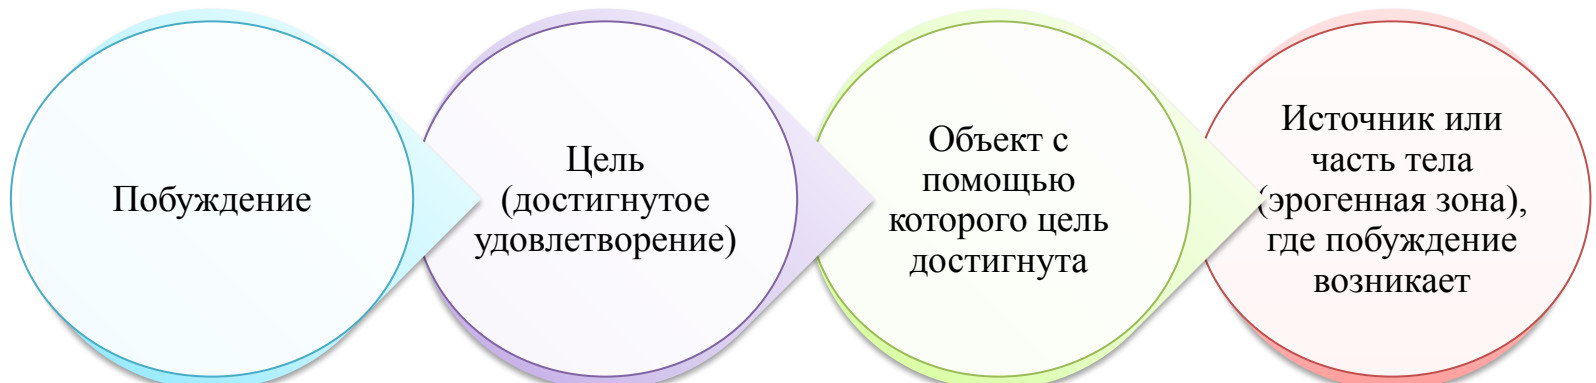 Побуждение
Цель
(достигнутое
удовлетворение)
Объект с
помощью
которого цель
достигнута
Источник или
часть тела
(эрогенная зона),
где побуждение
возникает